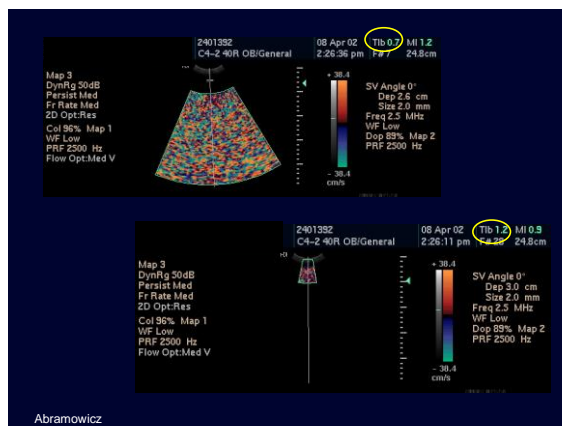 2401392 08 Apr 02 TIb 0.7 MI 1.2
C4-2 40R OB/General 2:26:36 pm F# 7 24.8cm
Map 3
DynRg 50dB
Persist Med
Fr Rate Med
2D Opt:Res
Col 96% Map 1
WF Low
PRF 2500 Hz
Flow Opt:Med V
+ 38.4
- 38.4
cm/s
SV Angle 0°
Dep 2.6 cm
Size 2.0 mm
Freq 2.5 MHz
WF Low
Dop 89% Map 2
PRF 2500 Hz
2401392 08 Apr 02 TIb 1.2 MI 0.9
C4-2 40R OB/General 2:26:11 pm F# 28 24.8cm
Map 3
DynRg 50dB
Persist Med
Fr Rate Med
2D Opt:Res
Col 96% Map 1
WF Low
PRF 2500 Hz
Flow Opt:Med V
+ 38.4
- 38.4
cm/s
SV Angle 0°
Dep 3.0 cm
Size 2.0 mm
Freq 2.5 MHz
WF Low
Dop 89% Map 2
PRF 2500 Hz
Abramowicz